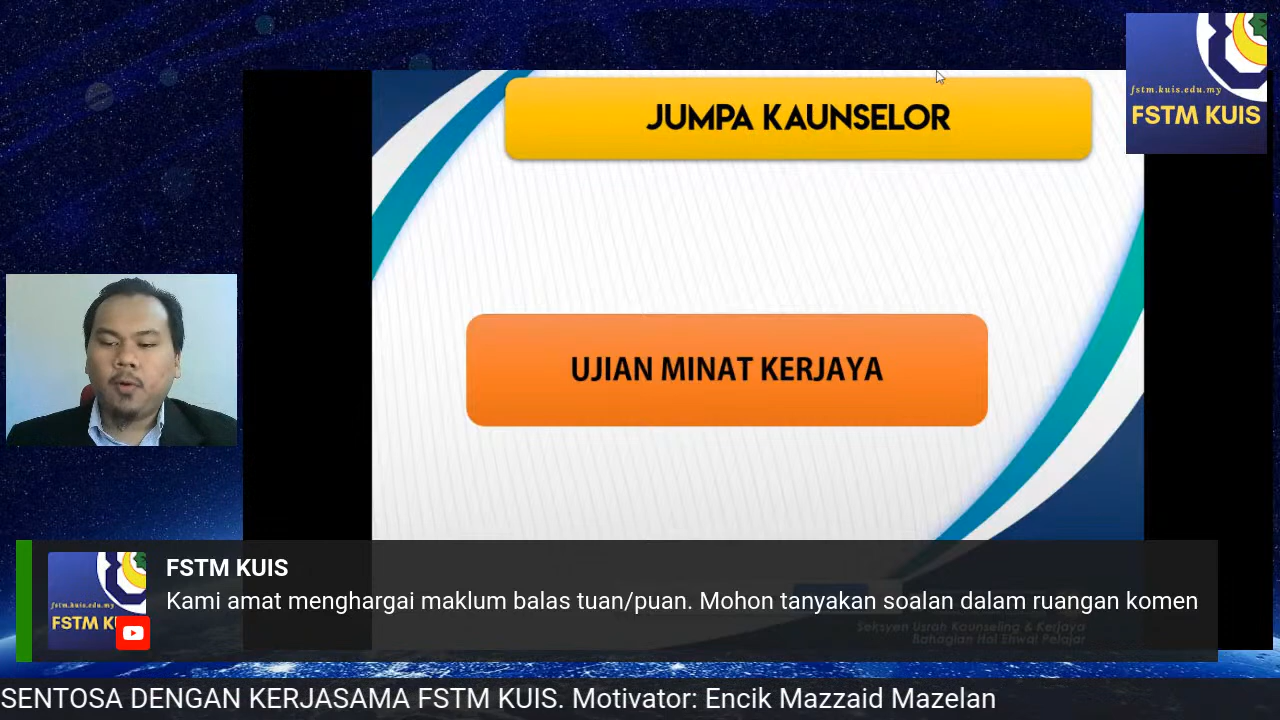 JUMPA KAUNSELOR
fstm.kuis.edu.my
FSTM KUIS
UJIAN MINAT KERJAYA
FSTM KUIS
Kami amat menghargai maklum balas tuan/puan. Mohon tanyakan soalan dalam ruangan komen
fstm.kuis.edu.my
FSTM KU
Seksyen Usrah Kaunseling & Kerjaya
Bahagian Hal Ehwal Pelajar
SENTOSA DENGAN KERJASAMA FSTM KUIS. Motivator: Encik Mazzaid Mazelan